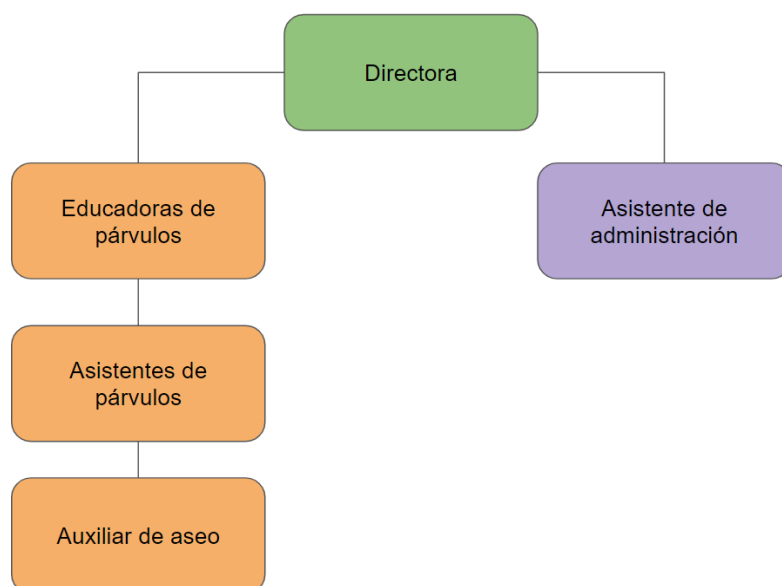 Directora
Educadoras de
párvulos
Asistente de
administración
Asistentes de
párvulos
Auxiliar de aseo